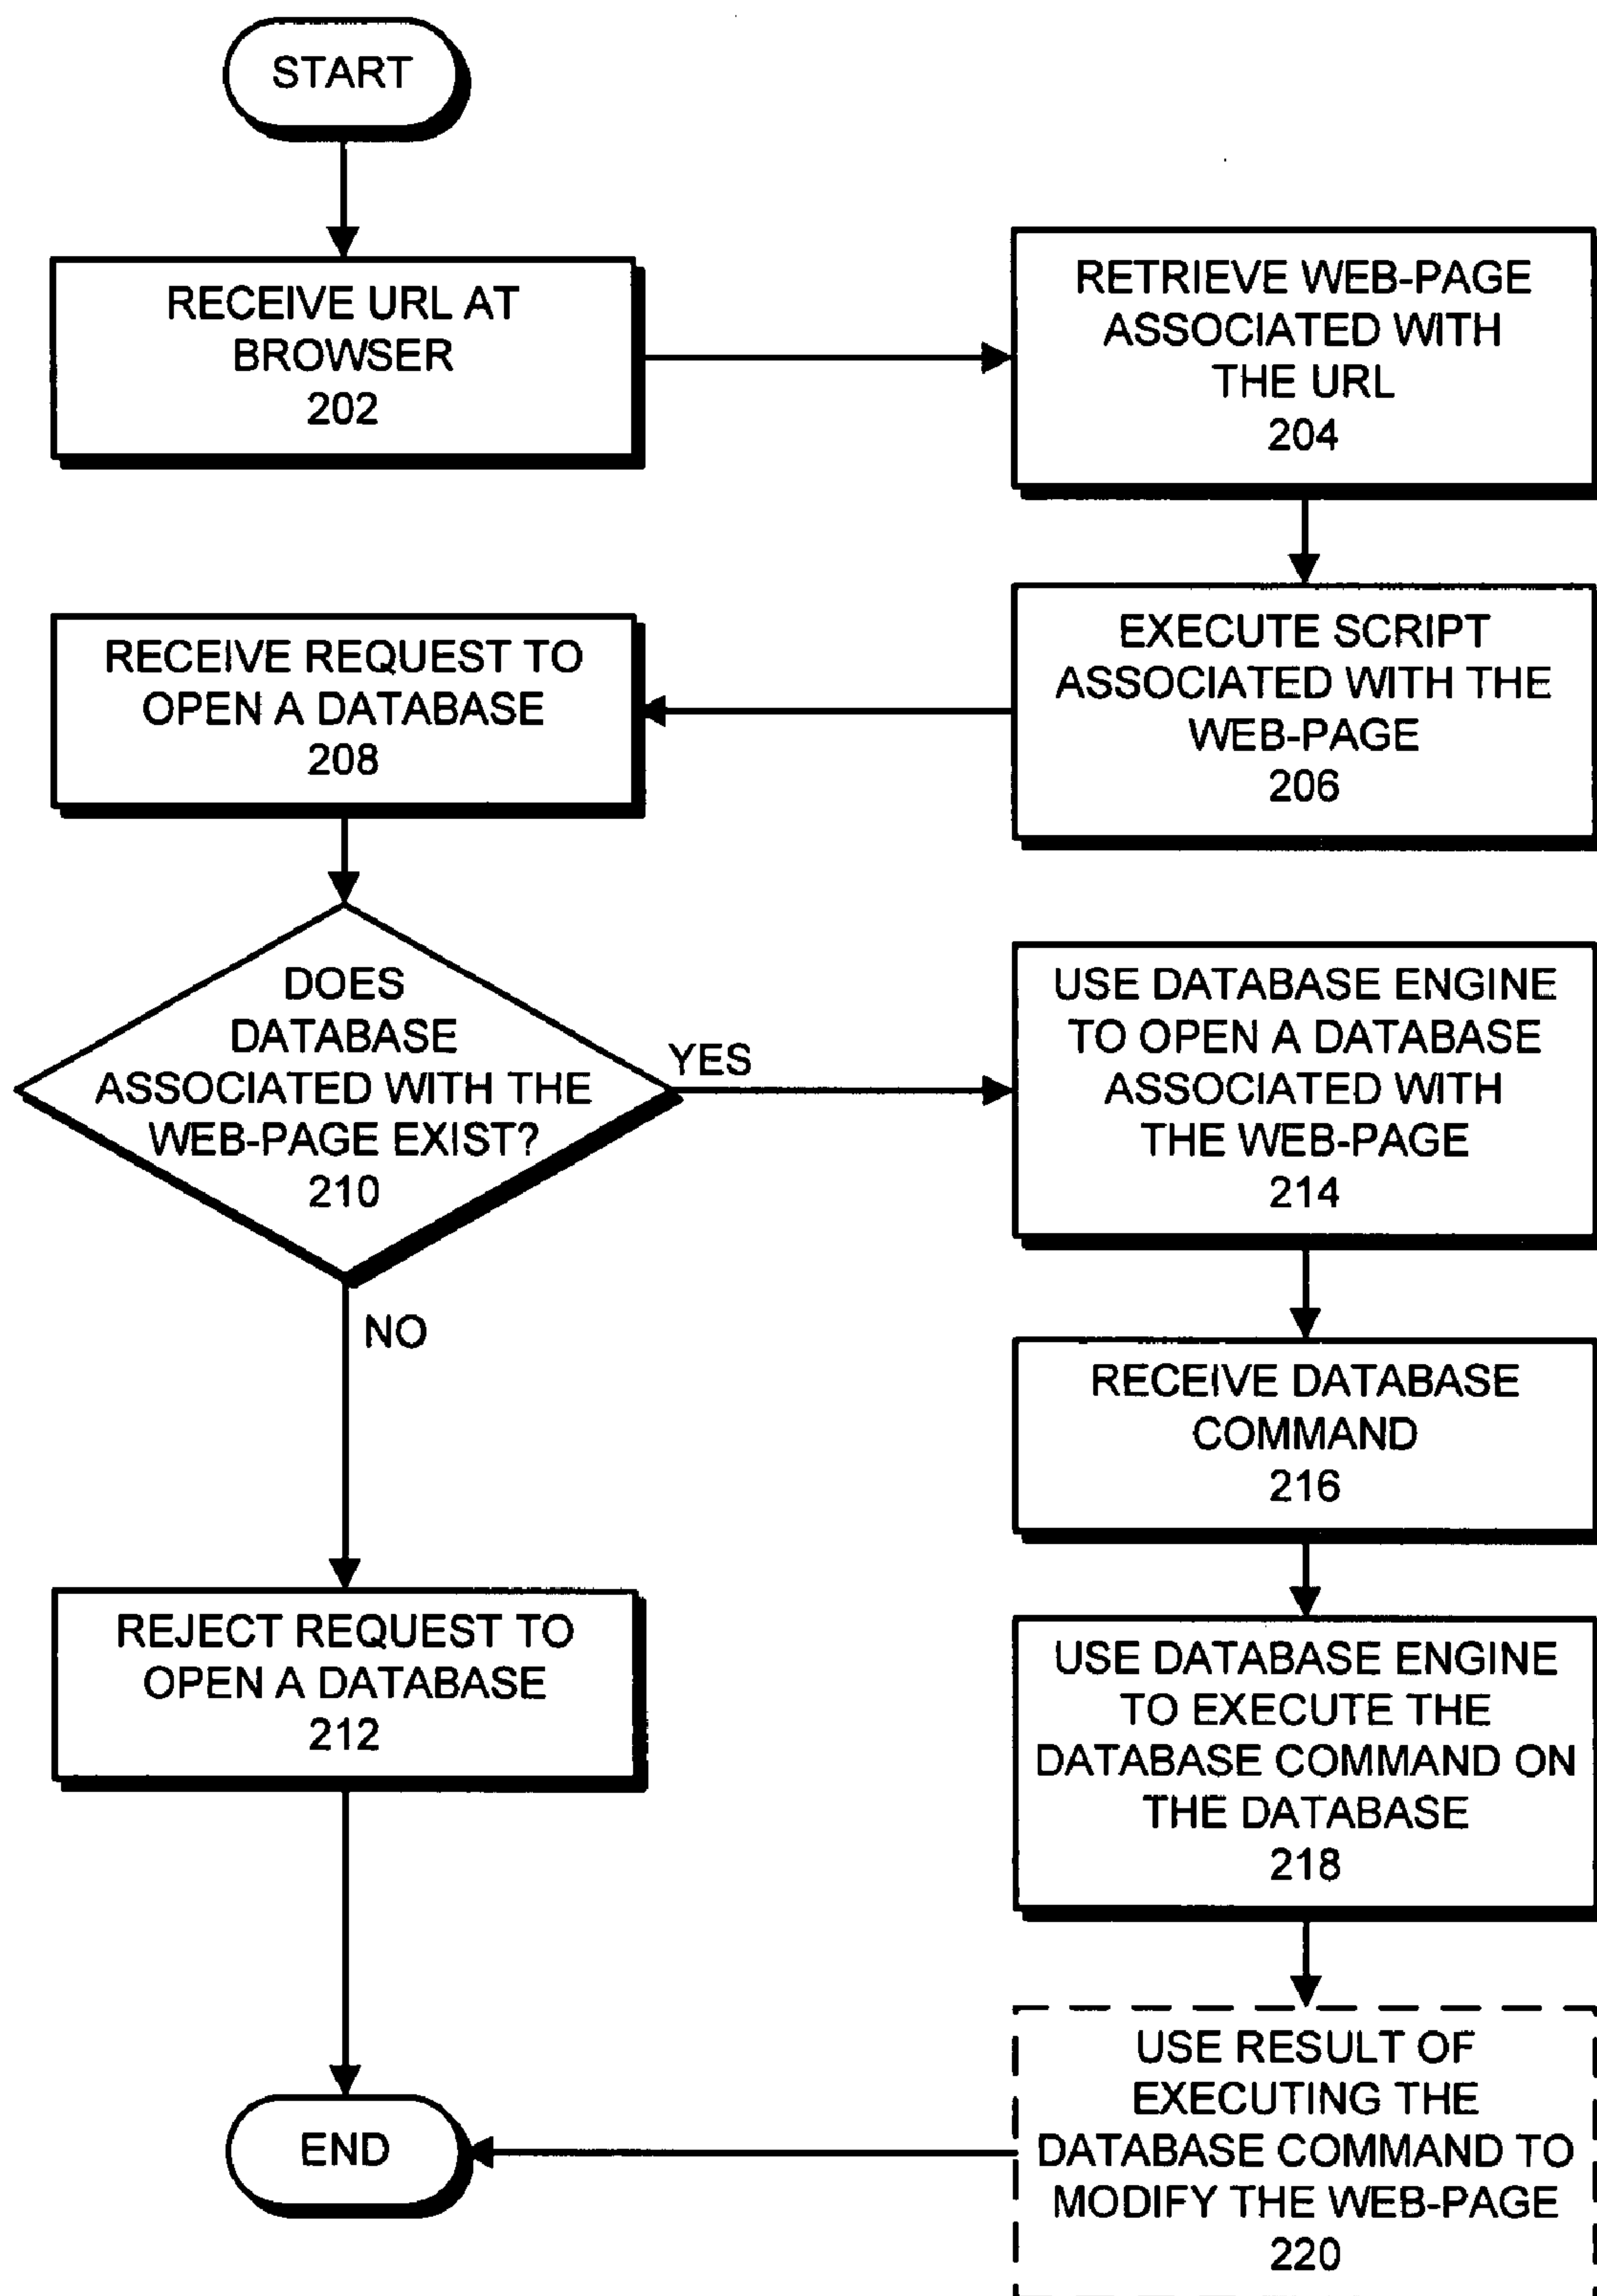 START
RECEIVE URL AT
BROWSER
202
RETRIEVE WEB-PAGE
ASSOCIATED WITH
THE URL
204
EXECUTE SCRIPT
ASSOCIATED WITH THE
WEB-PAGE
206
RECEIVE REQUEST TO
OPEN A DATABASE
208
DOES
DATABASE
ASSOCIATED WITH THE
WEB-PAGE EXIST?
210
YES
NO
USE DATABASE ENGINE
TO OPEN A DATABASE
ASSOCIATED WITH
THE WEB-PAGE
214
RECEIVE DATABASE
COMMAND
216
REJECT REQUEST TO
OPEN A DATABASE
212
USE DATABASE ENGINE
TO EXECUTE THE
DATABASE COMMAND ON
THE DATABASE
218
USE RESULT OF
EXECUTING THE
DATABASE COMMAND TO
MODIFY THE WEB-PAGE
220
END